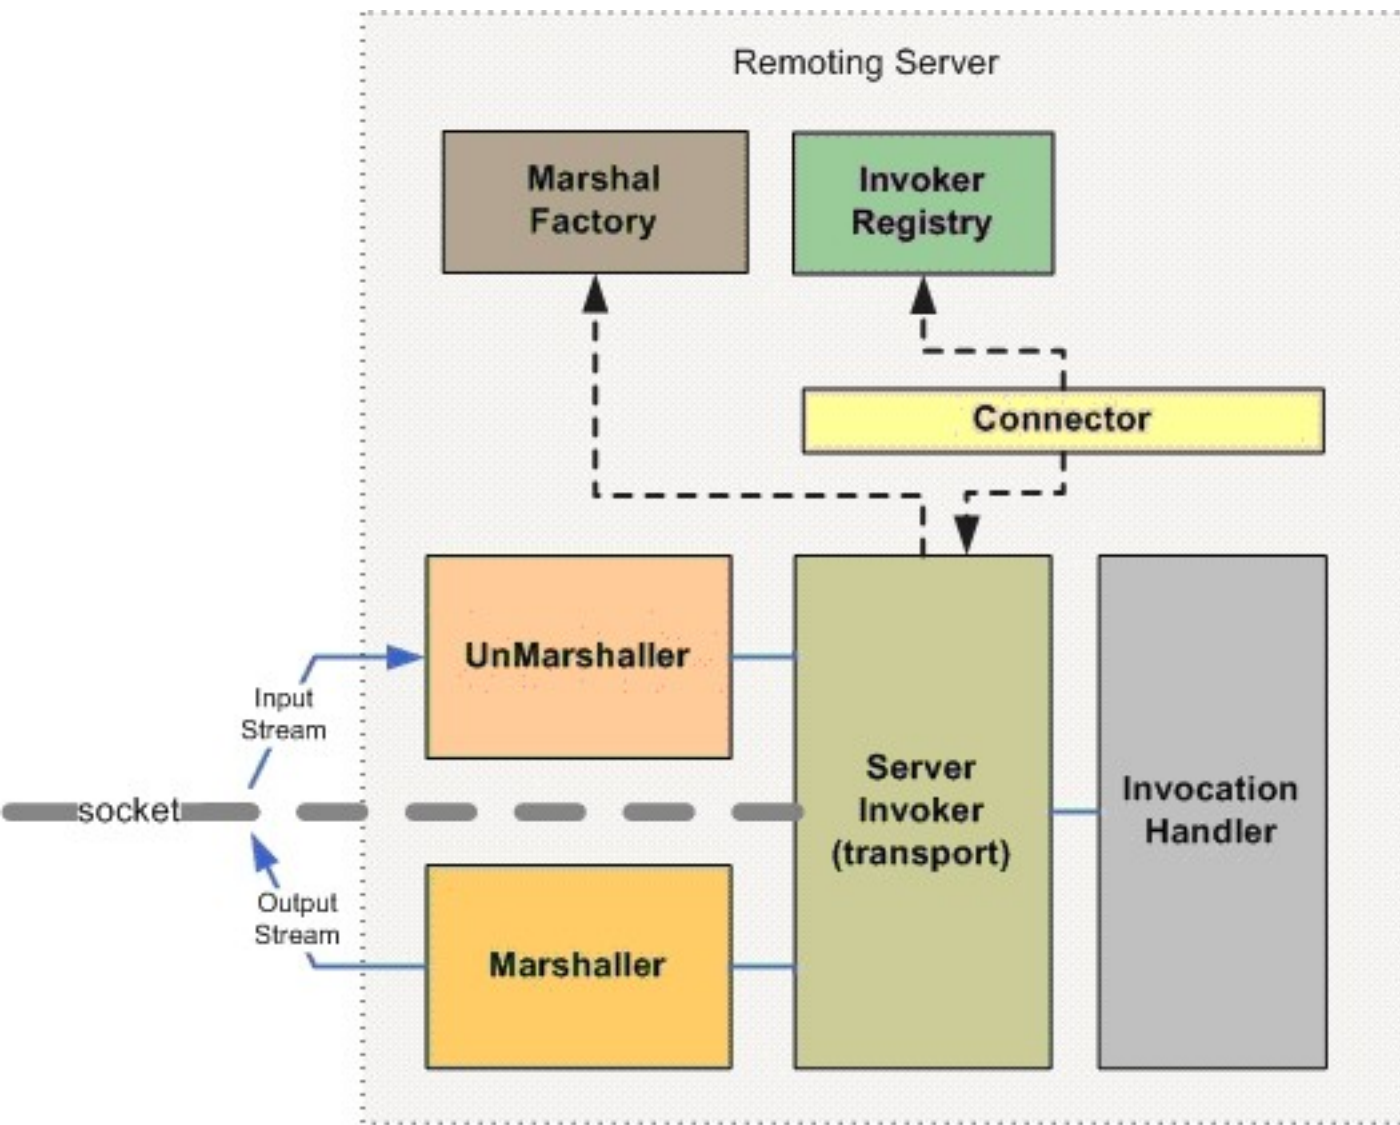 Remoting Server
Marshal
Factory
Invoker
Registry
Connector
UnMarshaller
Input
Stream
socket
Server
Invoker
(transport)
Invocation
Handler
Output
Stream
Marshaller